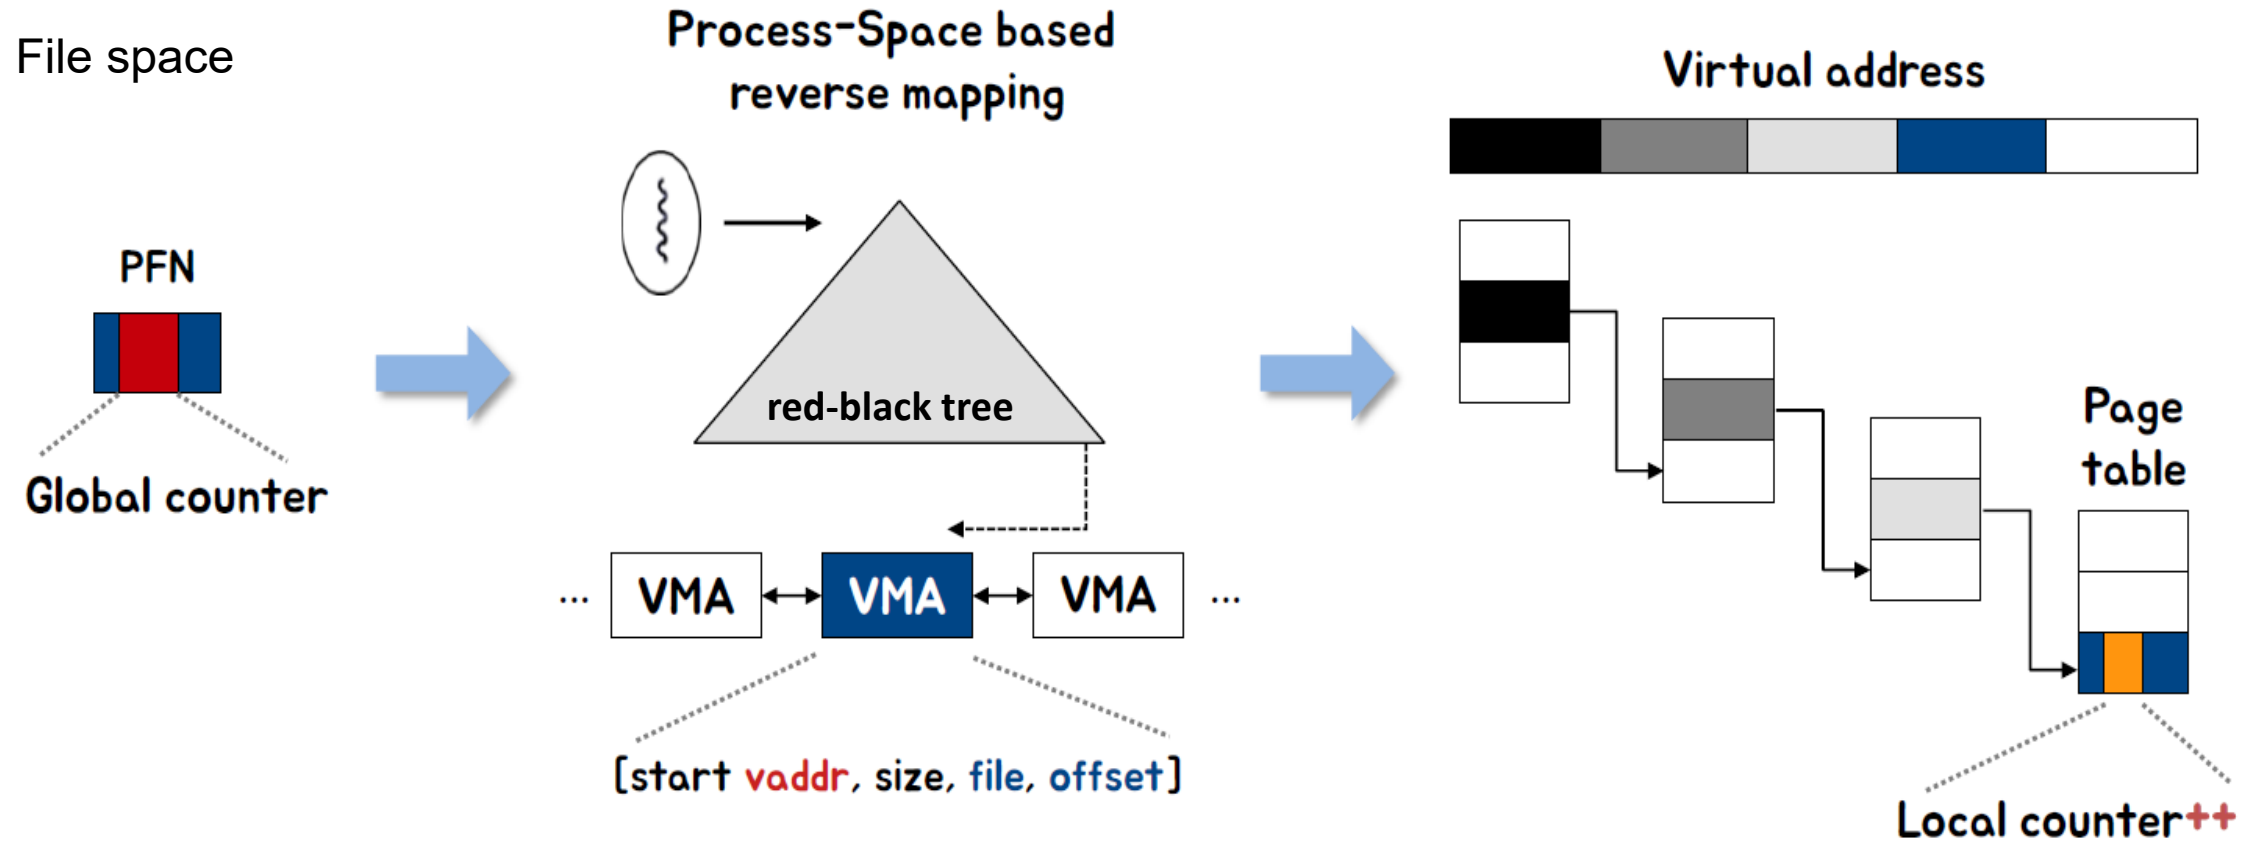 File space
Process-Space based
reverse mapping
Virtual address
PFN
Global counter
red-black tree
... VMA VMA VMA ...
[start vaddr, size, file, offset]
Page
table
Local counter++